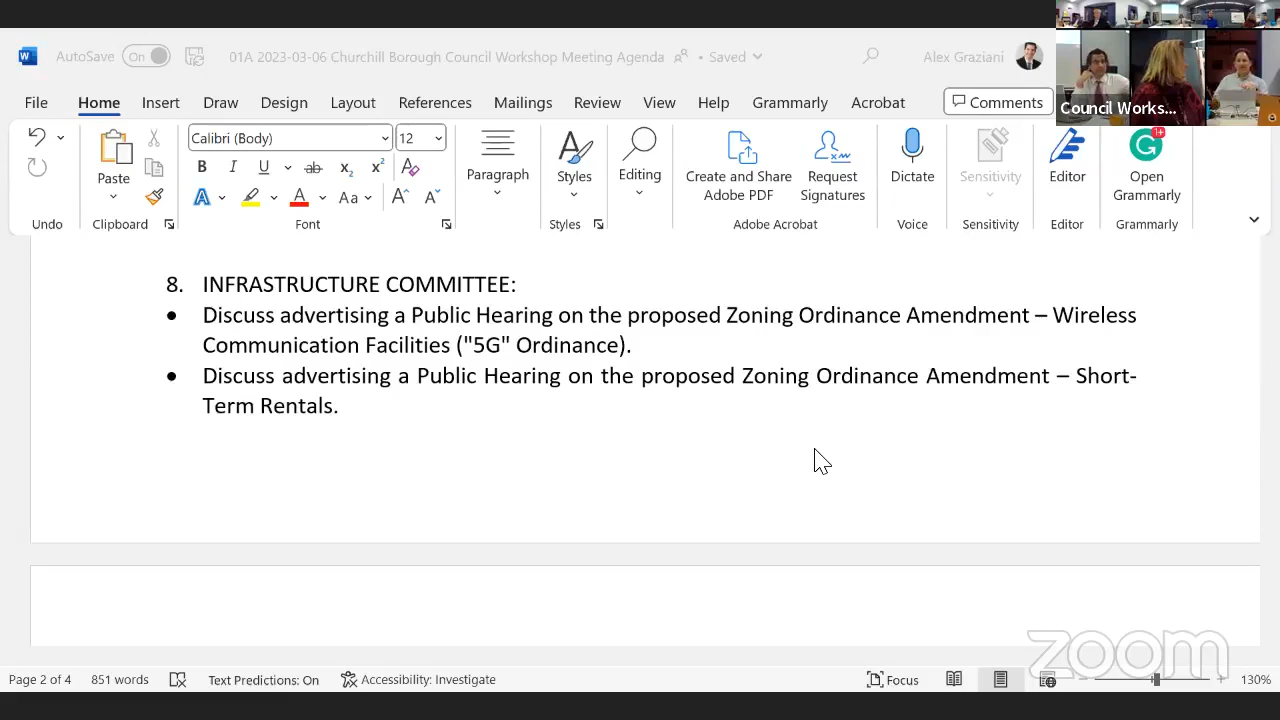 AutoSave On 01A 2023-03-06 Churchill Borough Council Workshop Meeting Agenda • Saved Alex Graziani
File Home Insert Draw Design Layout References Mailings Review View Help Grammarly Acrobat Comments
Council Works...
Calibri (Body) 12
Paste
B I U ab x₂ x²
A A Aa A A
Paragraph
Styles
Editing
Create and Share
Adobe PDF
Request
Signatures
Dictate
Sensitivity
Editor
1+
Open
Grammarly
Undo Clipboard Font Styles Adobe Acrobat Voice Sensitivity Editor Grammarly
8. INFRASTRUCTURE COMMITTEE:
• Discuss advertising a Public Hearing on the proposed Zoning Ordinance Amendment – Wireless
Communication Facilities ("5G" Ordinance).
• Discuss advertising a Public Hearing on the proposed Zoning Ordinance Amendment – Short-
Term Rentals.
zoom
Page 2 of 4 851 words Text Predictions: On Accessibility: Investigate Focus 130%